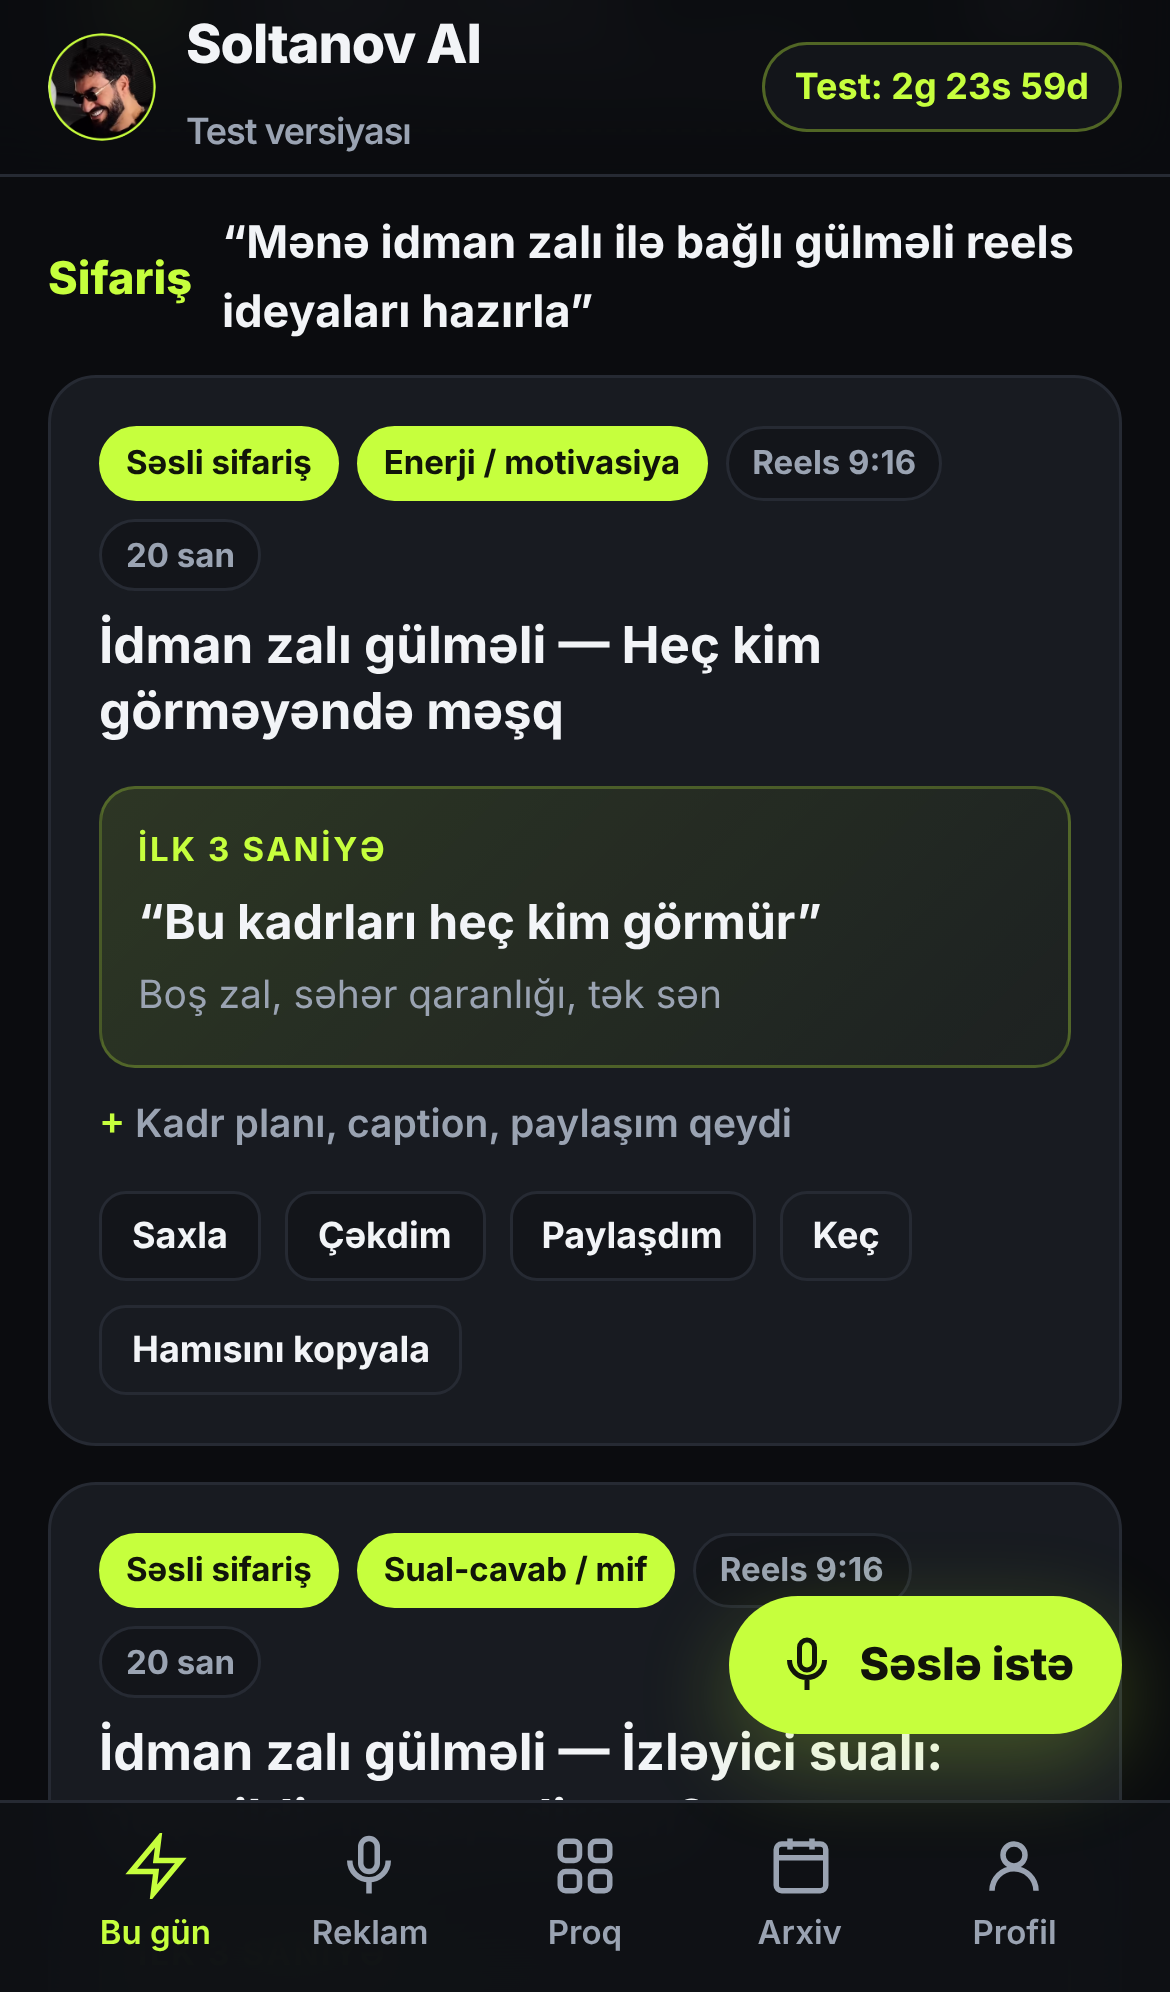 Soltanov AI
Test versiyası
Test: 2g 23s 59d
Sifariş
“Mənə idman zalı ilə bağlı gülməli reels
ideyaları hazırla”
Səsli sifariş
Enerji / motivasiya
Reels 9:16
20 san
İdman zalı gülməli — Heç kim
görməyəndə məşq
İLK 3 SANİYƏ
“Bu kadrları heç kim görmür”
Boş zal, səhər qaranlığı, tək sən
+ Kadr planı, caption, paylaşım qeydi
Saxla
Çəkdim
Paylaşdım
Keç
Hamısını kopyala
Səsli sifariş
Sual-cavab / mif
Reels 9:16
20 san
Səslə istə
İdman zalı gülməli — İzləyici sualı:
Bu gün
Reklam
Proq
Arxiv
Profil